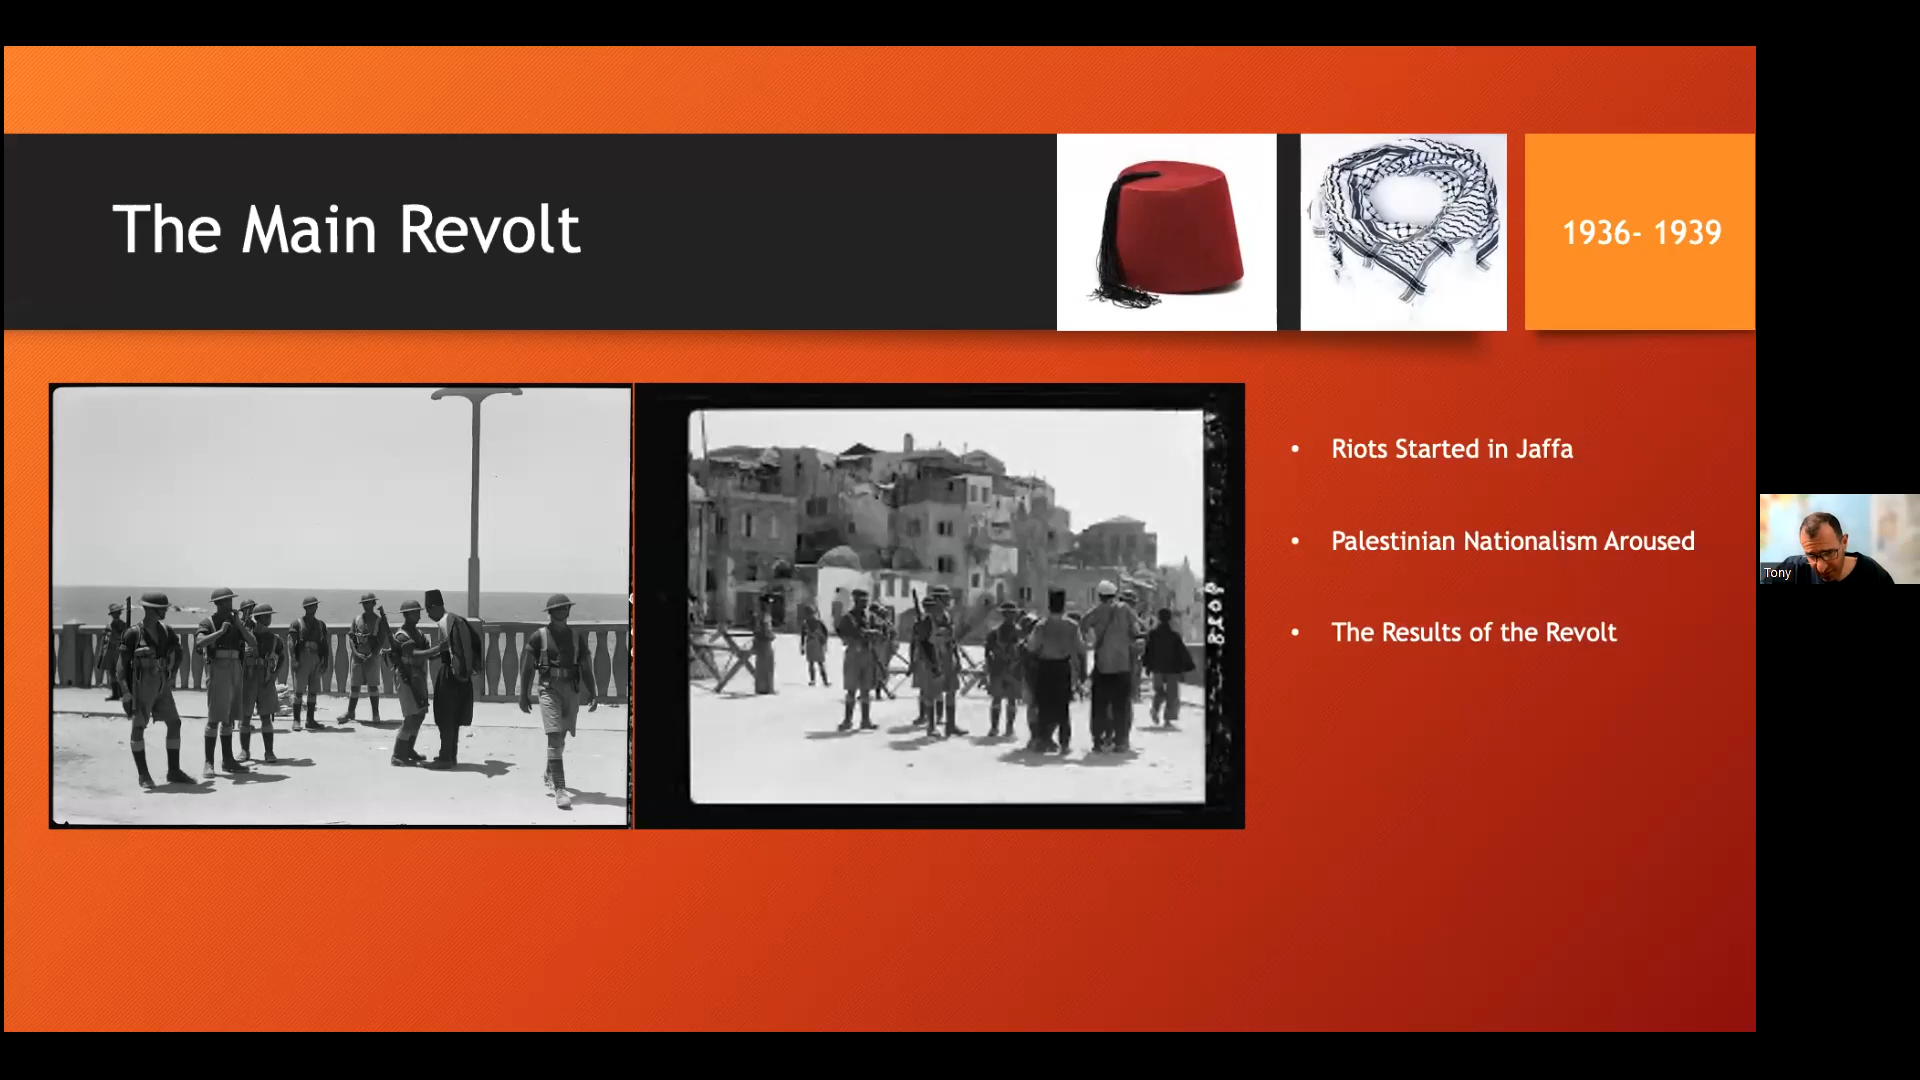 The Main Revolt
1936- 1939
Riots Started in Jaffa
Palestinian Nationalism Aroused
The Results of the Revolt
Tony